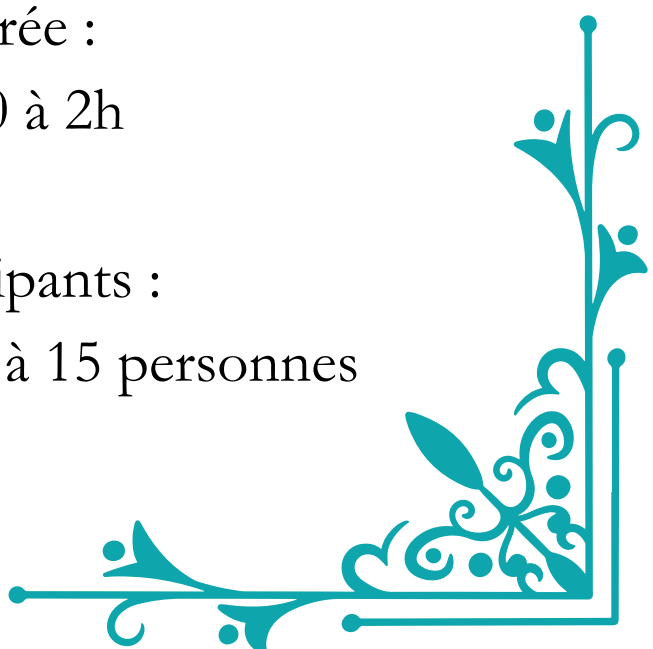 rée :
0 à 2h
ipants :
à 15 personnes